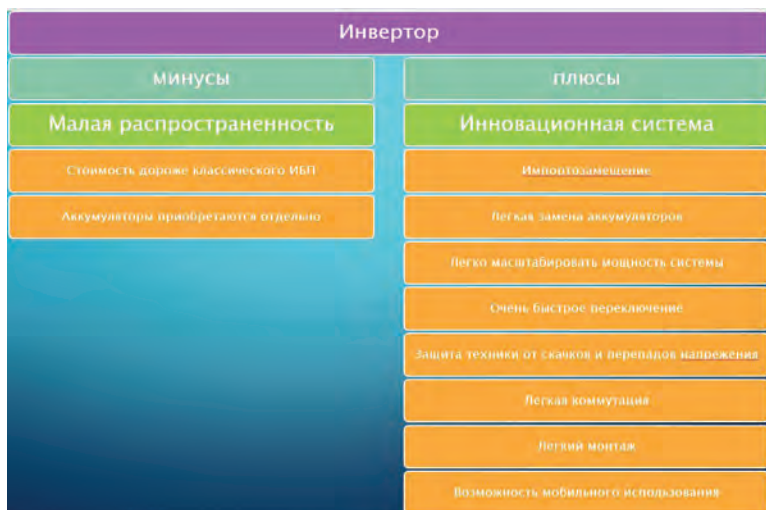 Инвертор
минусы
плюсы
Малая распространенность
Инновационная система
Стоимость дороже классического ИБП
Импортозамещение
Аккумуляторы приобретаются отдельно
Легкая замена аккумуляторов
Легко масштабировать мощность системы
Очень быстрое переключение
Защита техники от скачков и перепадов напрежения
Легкая коммутация
Легкий монтаж
Возможность мобильного использования